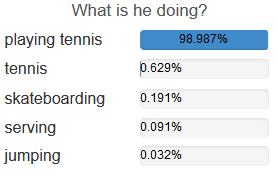 What is he doing?
playing tennis 98.987%
tennis 0.629%
skateboarding 0.191%
serving 0.091%
jumping 0.032%